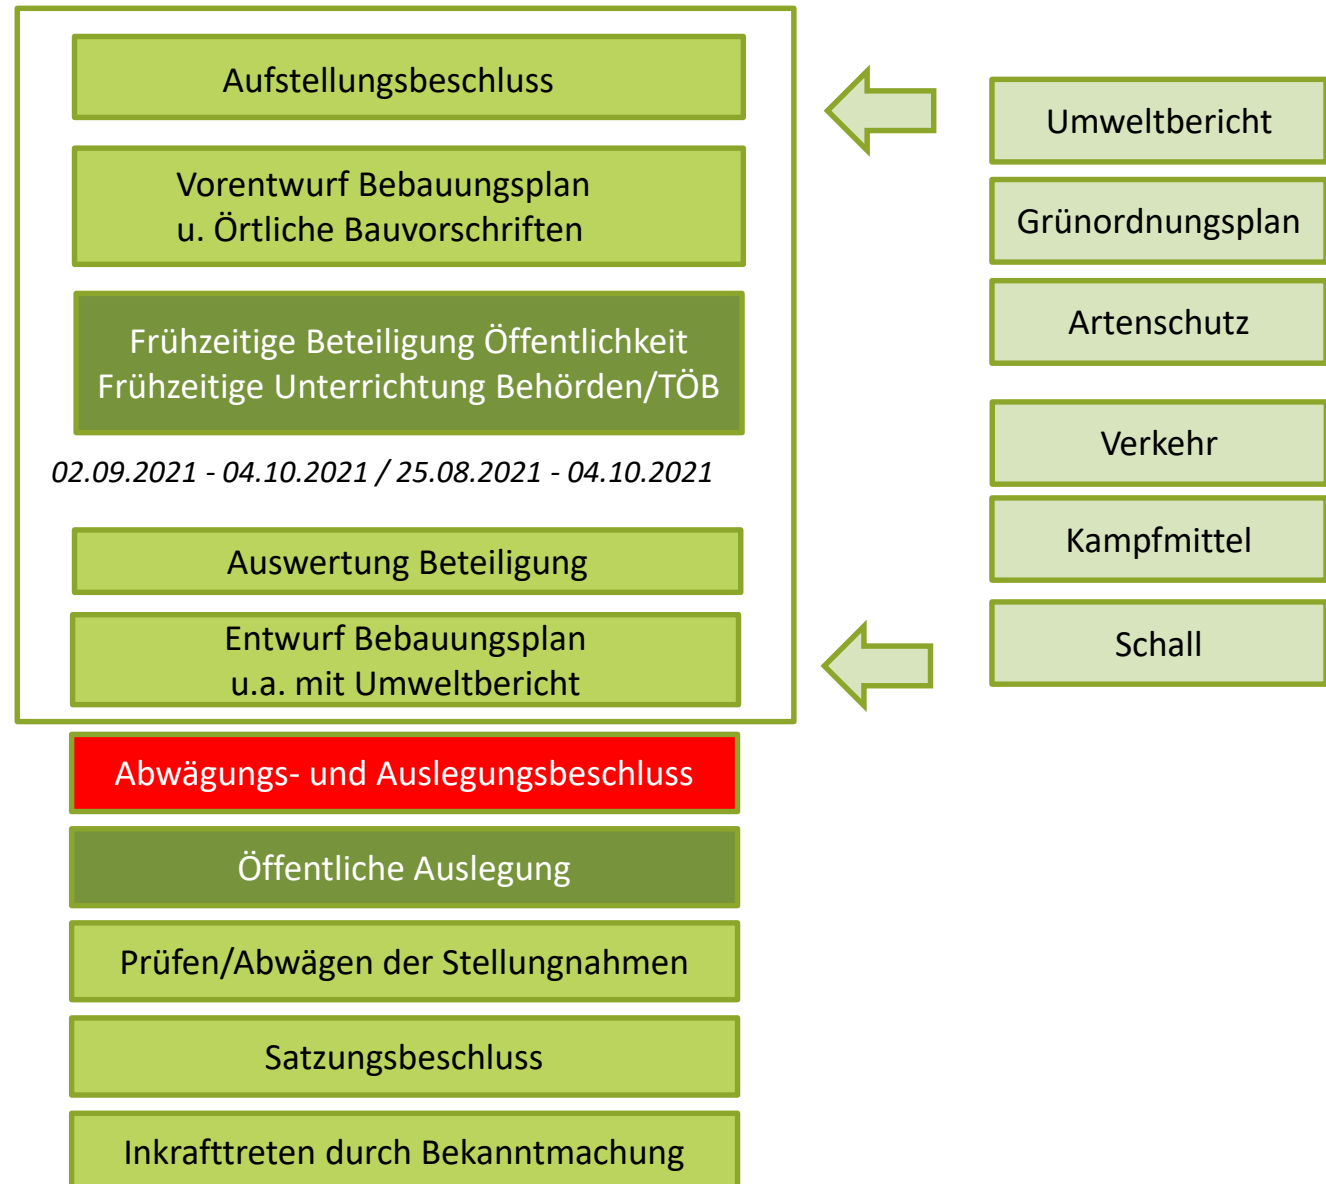 Aufstellungsbeschluss
Vorentwurf Bebauungsplan
u. Örtliche Bauvorschriften
Frühzeitige Beteiligung Öffentlichkeit
Frühzeitige Unterrichtung Behörden/TÖB
02.09.2021 - 04.10.2021 / 25.08.2021 - 04.10.2021
Auswertung Beteiligung
Entwurf Bebauungsplan
u.a. mit Umweltbericht
Abwägungs- und Auslegungsbeschluss
Öffentliche Auslegung
Prüfen/Abwägen der Stellungnahmen
Satzungsbeschluss
Inkrafttreten durch Bekanntmachung
Umweltbericht
Grünordnungsplan
Artenschutz
Verkehr
Kampfmittel
Schall